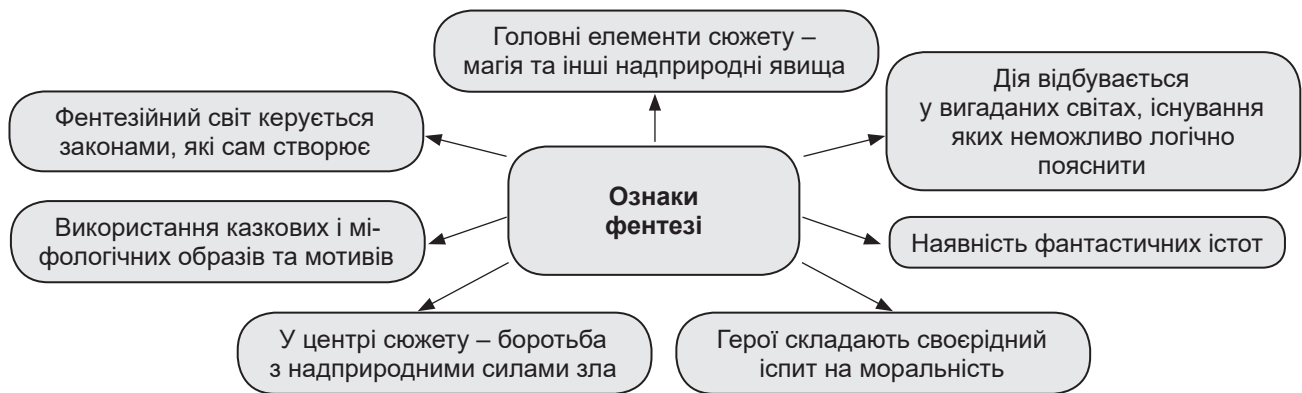 Головні елементи сюжету –
магія та інші надприродні явища
Фентезійний світ керується
законами, які сам створює
Дія відбувається
у вигаданих світах, існування
яких неможливо логічно
пояснити
Ознаки
фентезі
Використання казкових і мі-
фологічних образів та мотивів
Наявність фантастичних істот
У центрі сюжету – боротьба
з надприродними силами зла
Герої складають своєрідний
іспит на моральність